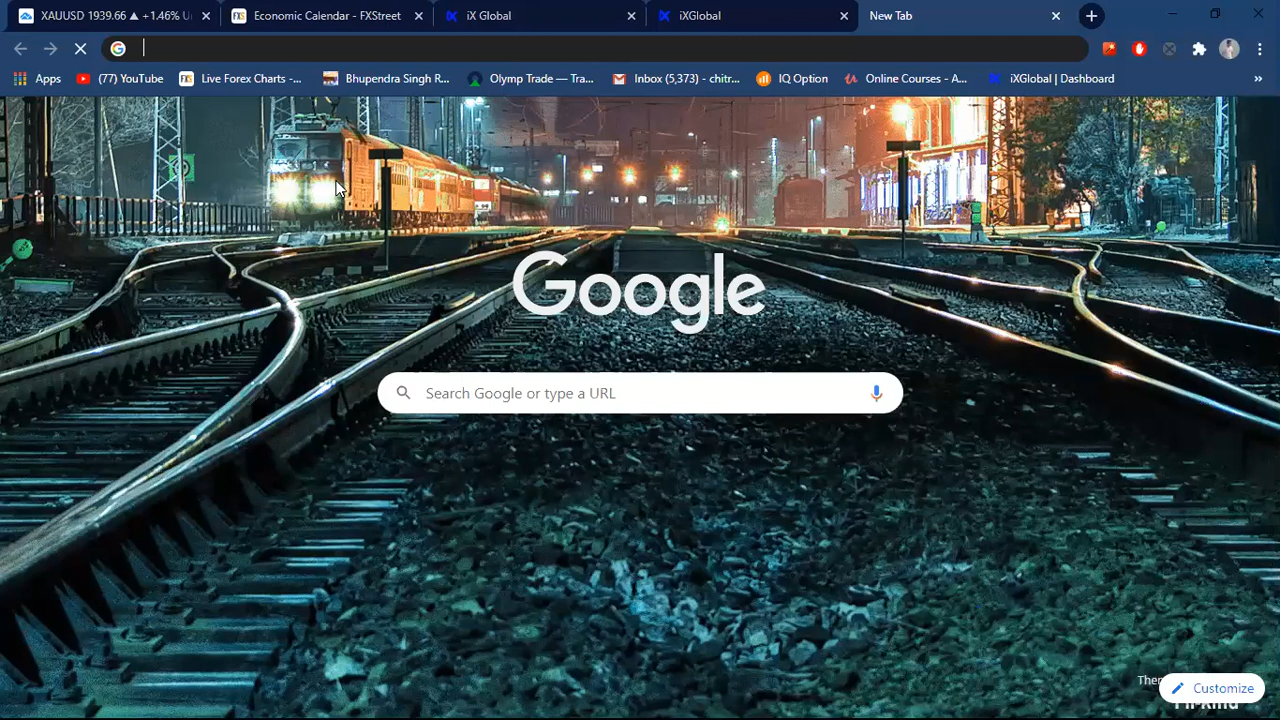 XAUUSD 1939.66 ▲ +1.46% U
Economic Calendar - FXStreet
iX Global
iXGlobal
New Tab
Apps
(77) YouTube
Live Forex Charts -...
Bhupendra Singh R...
Olymp Trade — Tra...
Inbox (5,373) - chitr...
IQ Option
Online Courses - A...
iXGlobal | Dashboard
»
Google
Search Google or type a URL
Customize